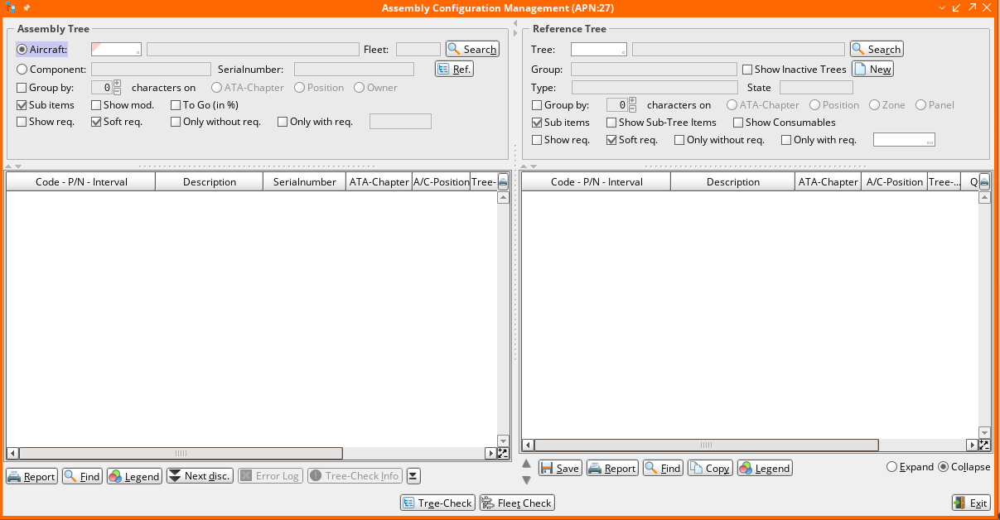 Assembly Configuration Management (APN:27)
Assembly Tree
Aircraft: Fleet: Search
Component: Serialnumber: Ref.
Group by: 0 characters on ATA-Chapter Position Owner
Sub items Show mod. To Go (in %)
Show req. Soft req. Only without req. Only with req.
Code - P/N - Interval Description Serialnumber ATA-Chapter A/C-Position Tree-
Report Find Legend Next disc. Error Log Tree-Check Info
Reference Tree
Tree: Search
Group: Show Inactive Trees New
Type: State
Group by: 0 characters on ATA-Chapter Position Zone Panel
Sub items Show Sub-Tree Items Show Consumables
Show req. Soft req. Only without req. Only with req.
Code - P/N - Interval Description ATA-Chapter A/C-Position Tree-... Q
Save Report Find Copy Legend Expand Collapse
Tree-Check Fleet Check Exit